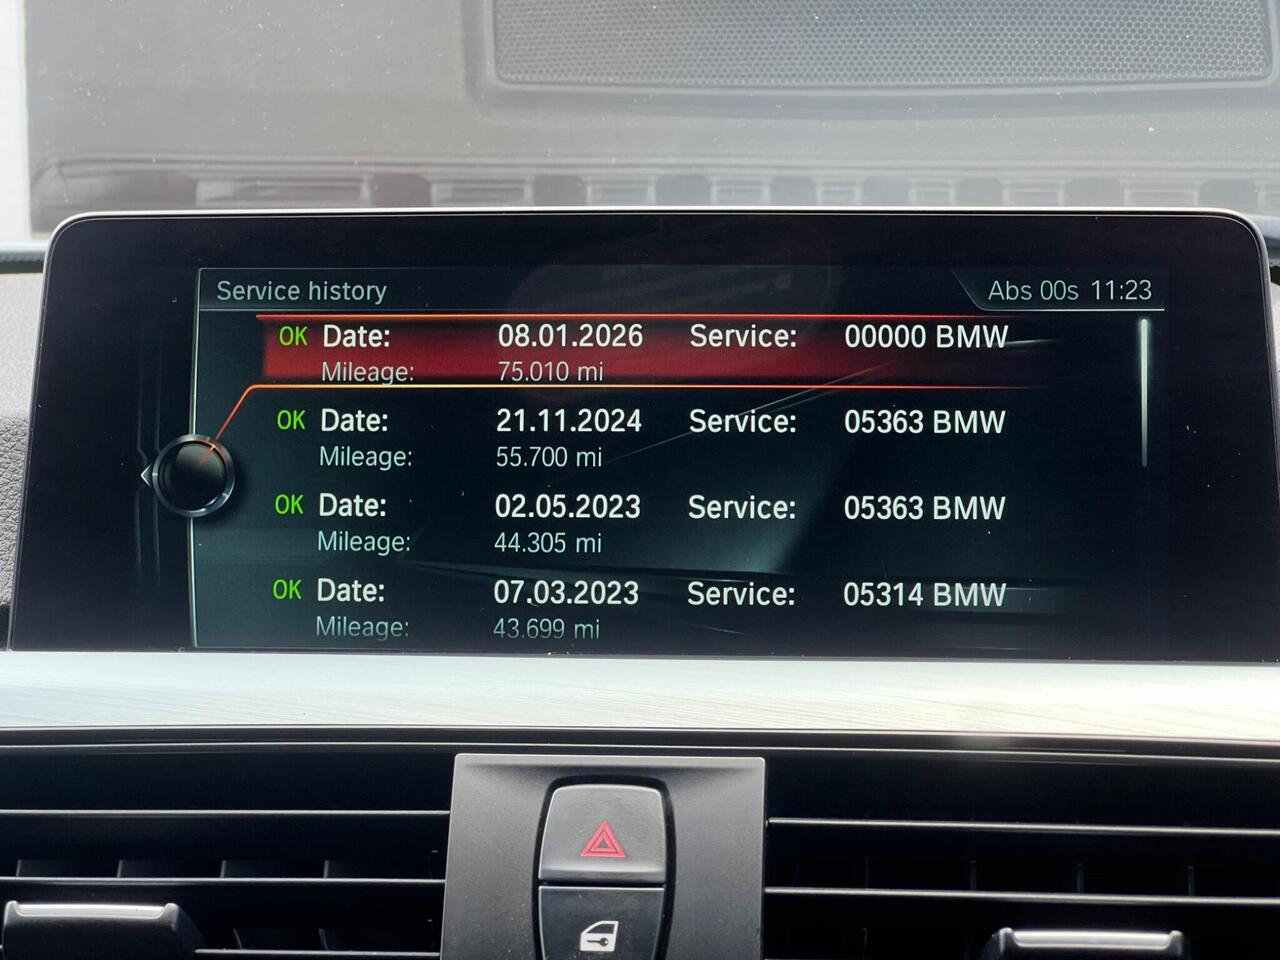 Service history Abs 00s 11:23
OK Date: 08.01.2026 Service: 00000 BMW
Mileage: 75.010 mi
OK Date: 21.11.2024 Service: 05363 BMW
Mileage: 55.700 mi
OK Date: 02.05.2023 Service: 05363 BMW
Mileage: 44.305 mi
OK Date: 07.03.2023 Service: 05314 BMW
Mileage: 43.699 mi